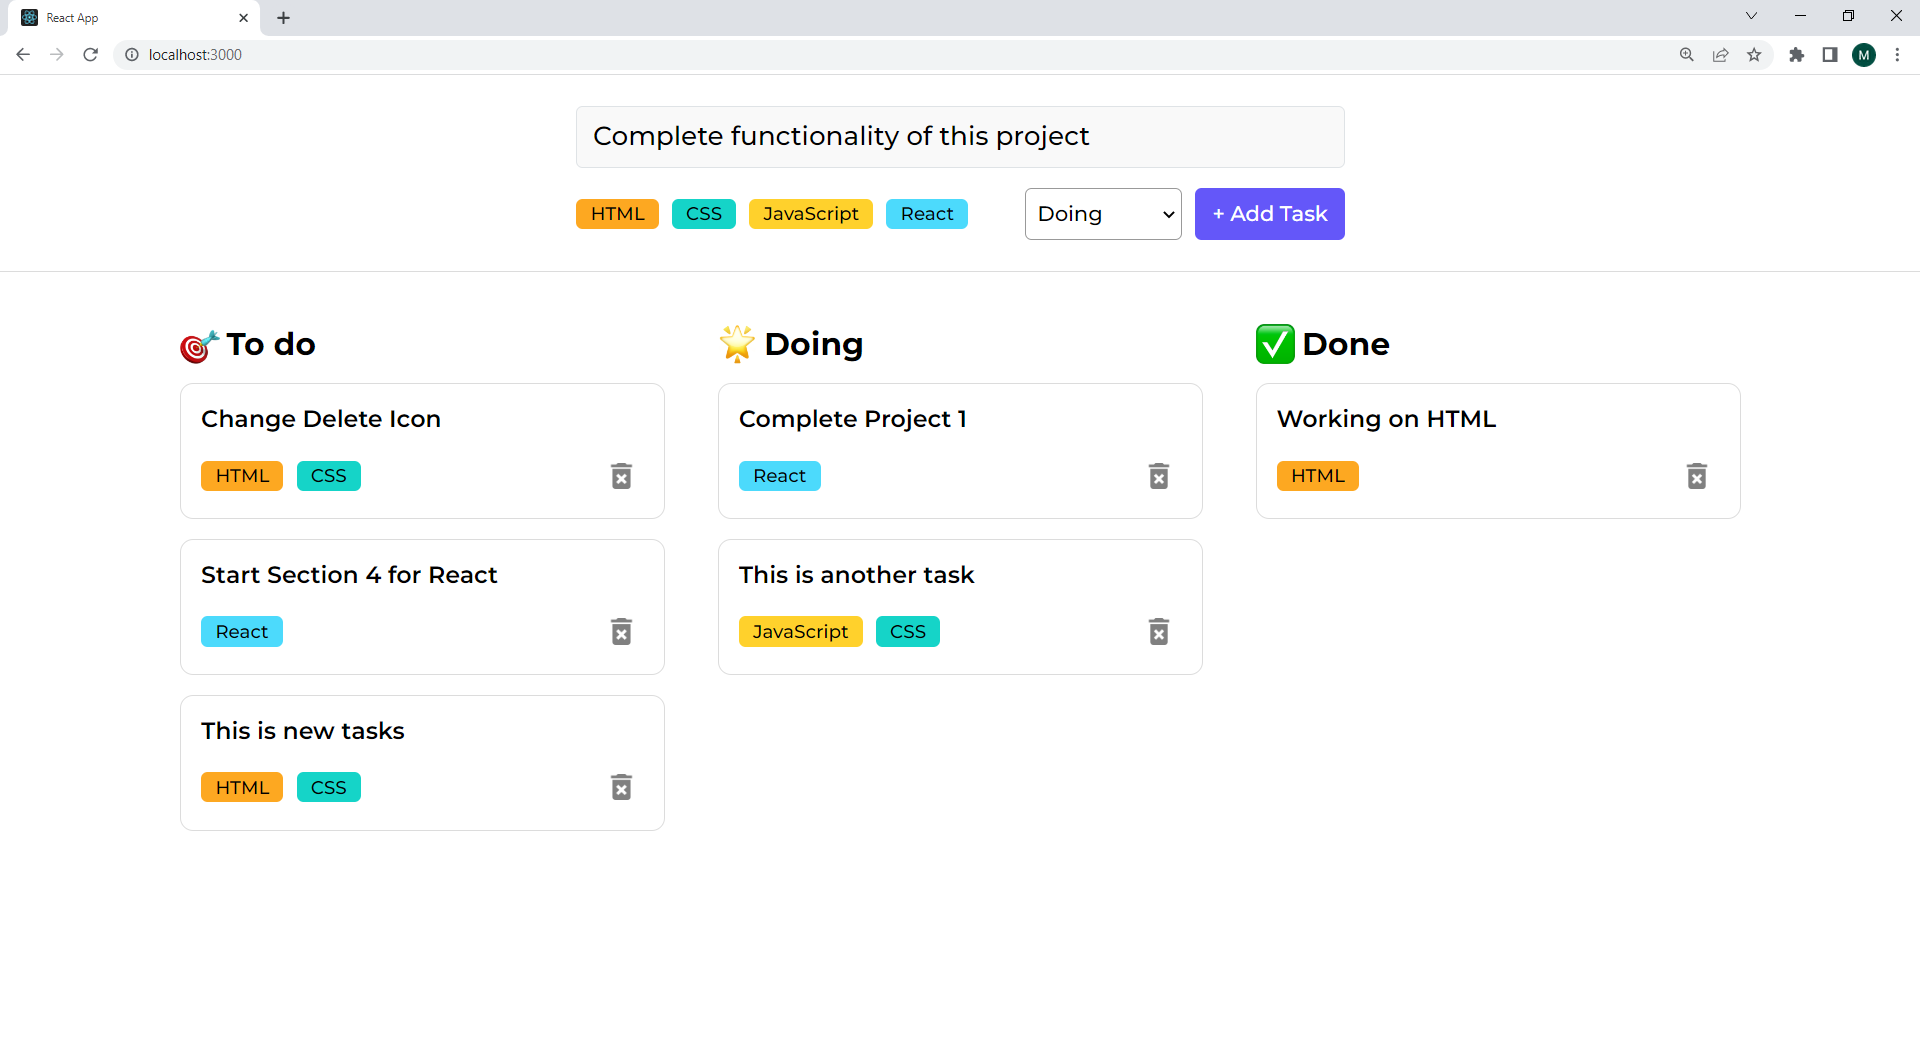 React App
localhost:3000
M
Complete functionality of this project
HTML CSS JavaScript React Doing + Add Task
To do
Change Delete Icon
HTML CSS
Start Section 4 for React
React
This is new tasks
HTML CSS
Doing
Complete Project 1
React
This is another task
JavaScript CSS
Done
Working on HTML
HTML